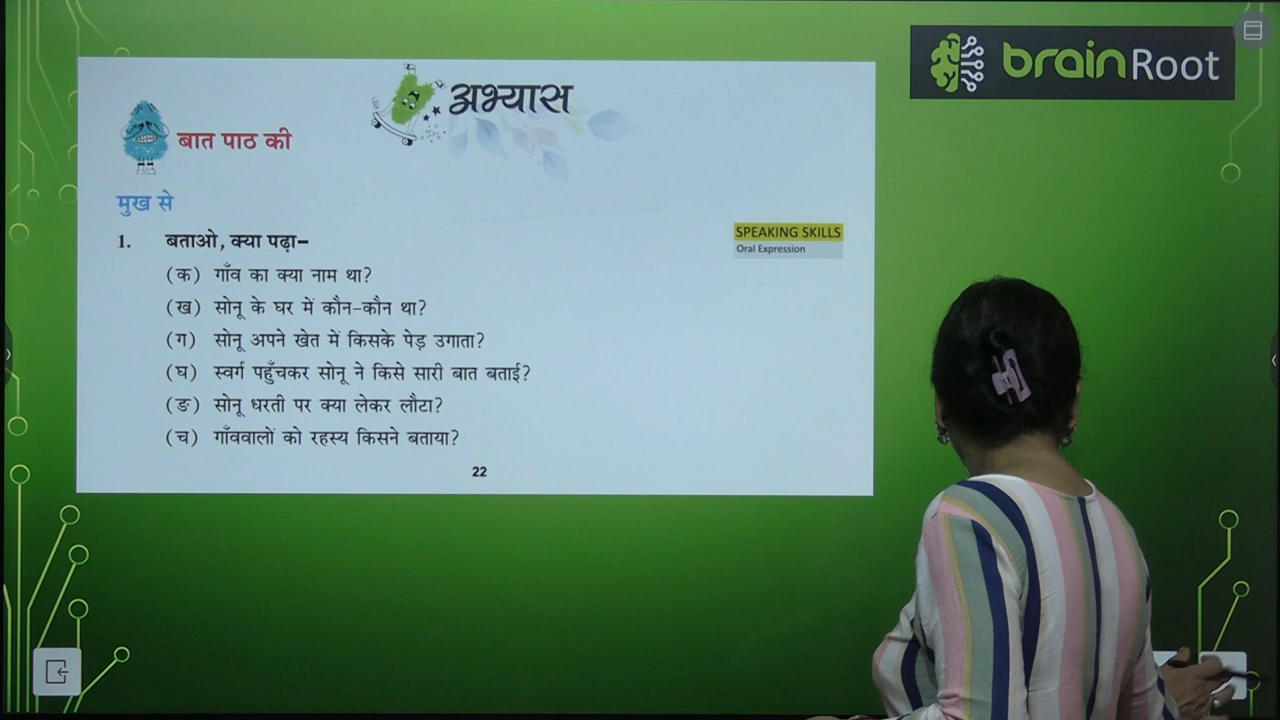 brainRoot
अभ्यास
बात पाठ की
मुख से
1. बताओ, क्या पढ़ा–
SPEAKING SKILLS
Oral Expression
(क) गाँव का क्या नाम था?
(ख) सोनू के घर में कौन-कौन था?
(ग) सोनू अपने खेत में किसके पेड़ उगाता?
(घ) स्वर्ग पहुँचकर सोनू ने किसे सारी बात बताई?
(ङ) सोनू धरती पर क्या लेकर लौटा?
(च) गाँववालों को रहस्य किसने बताया?
22